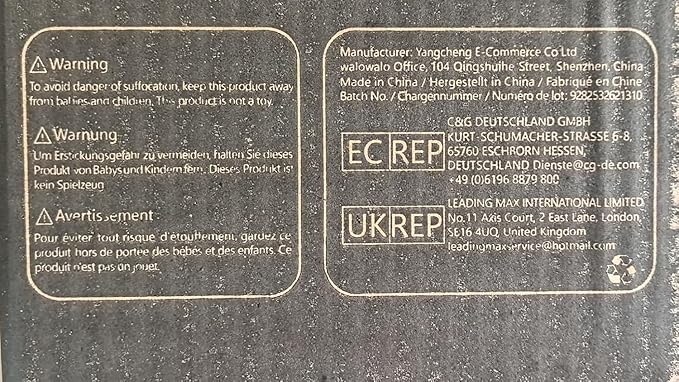 Warning
To avoid danger of suffocation, keep this product away
from babies and children. This product is not a toy.
Warnung
Um Erstickungsgefahr zu vermeiden, halten Sie dieses
Produkt von Babys und Kindern fern. Dieses Produkt ist
kein Spielzeug
Avertissement:
Pour éviter tout risque d'étouffement, gardez ce
produit hors de portée des bébés et des enfants. Ce
produit n'est pas un jouet.
Manufacturer: Yangcheng E-Commerce Co Ltd
walowalo Office, 104 Qingshuihe Street, Shenzhen, China
Made in China / Hergestellt in China / Fabriqué en Chine
Batch No. / Chargennummer / Numéro de lot: 9282532621310
EC REP
C&G DEUTSCHLAND GMBH
KURT-SCHUMACHER-STRASSE 6-8,
65760 ESCHBORN HESSEN,
DEUTSCHLAND Dienste@cg-de.com
+49 (0)6196 8879 800
UK REP
LEADING MAX INTERNATIONAL LIMITED
No.11 Axis Court, 2 East Lane, London,
SE16 4UQ, United Kingdom
leadingmaxservice@hotmail.com